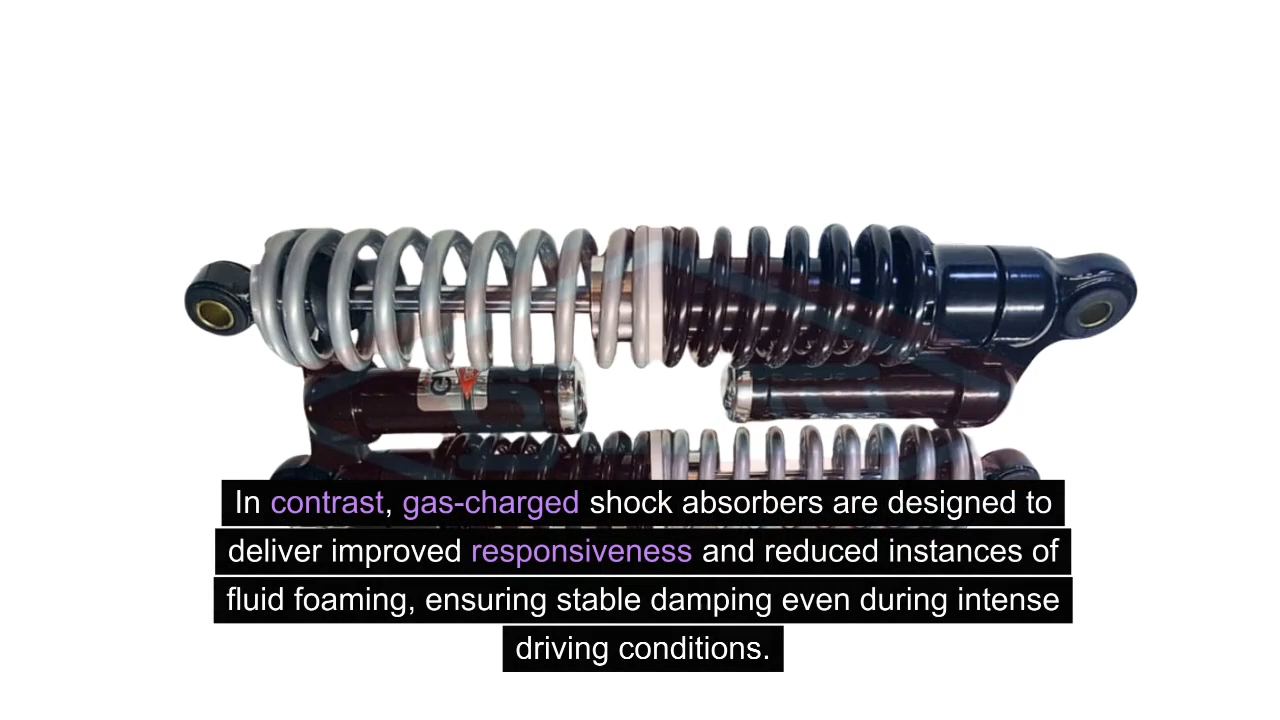 In contrast, gas-charged shock absorbers are designed to
deliver improved responsiveness and reduced instances of
fluid foaming, ensuring stable damping even during intense
driving conditions.